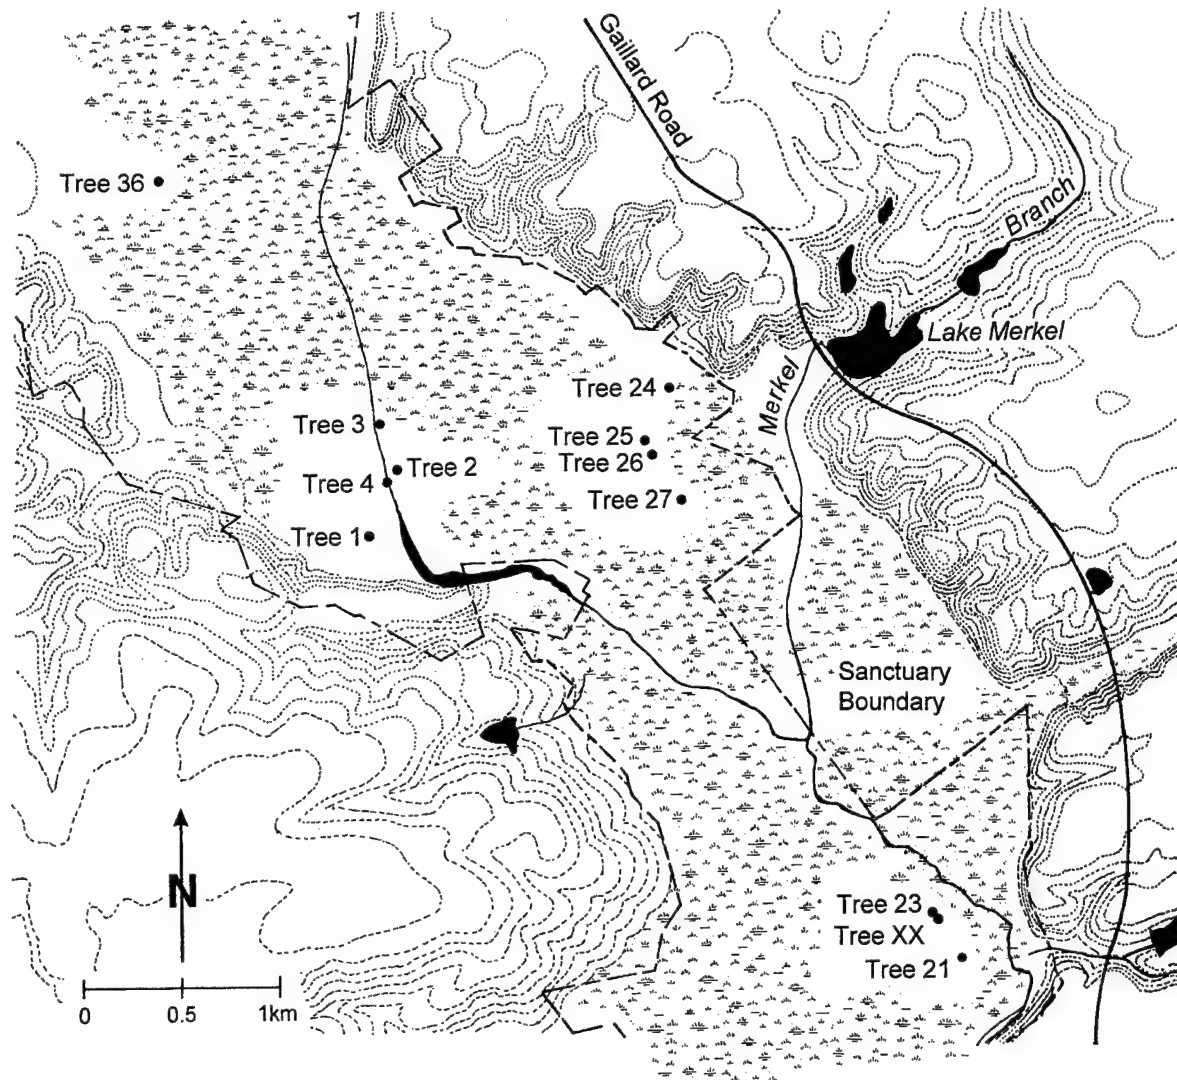 Gaillard Road
Tree 36
Branch
Lake Merkel
Merkel
Tree 24
Tree 3
Tree 25
Tree 26
Tree 2
Tree 4
Tree 27
Tree 1
Sanctuary
Boundary
N
Tree 23
Tree XX
Tree 21
0 0.5 1km